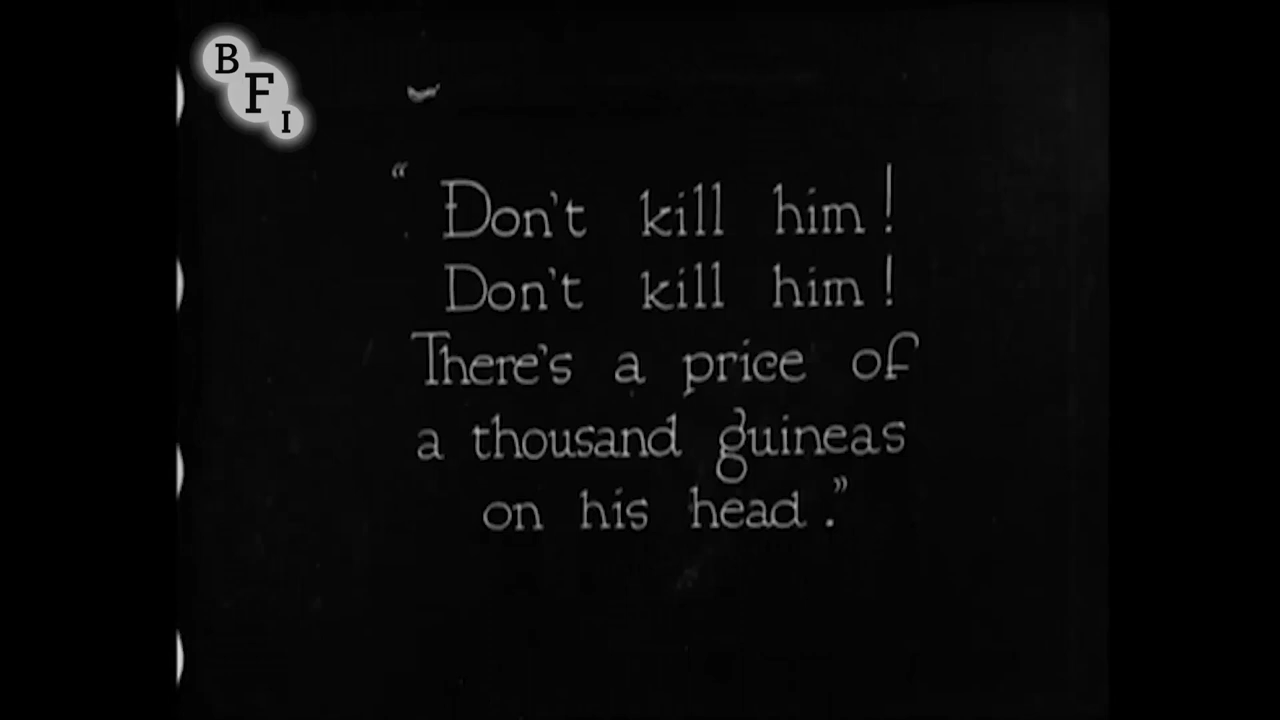 BFI
“Don't kill him!
Don't kill him!
There's a price of
a thousand guineas
on his head.”